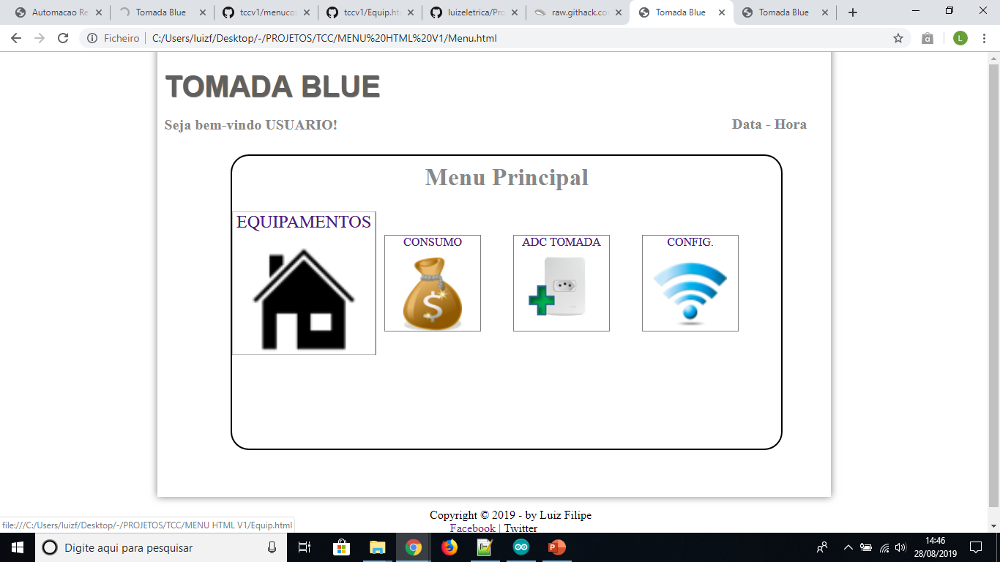 Automacao Re
Tomada Blue
tccv1/menuco
tccv1/Equip.ht
luizeletrica/Pro
raw.githack.co
Tomada Blue
Tomada Blue
Ficheiro
C:/Users/luizf/Desktop/-/PROJETOS/TCC/MENU%20HTML%20V1/Menu.html
L
TOMADA BLUE
Seja bem-vindo USUARIO!
Data - Hora
Menu Principal
EQUIPAMENTOS
CONSUMO
ADC TOMADA
CONFIG.
$
Copyright © 2019 - by Luiz Filipe
Facebook | Twitter
file:///C:/Users/luizf/Desktop/-/PROJETOS/TCC/MENU HTML V1/Equip.html
Digite aqui para pesquisar
14:46
28/08/2019